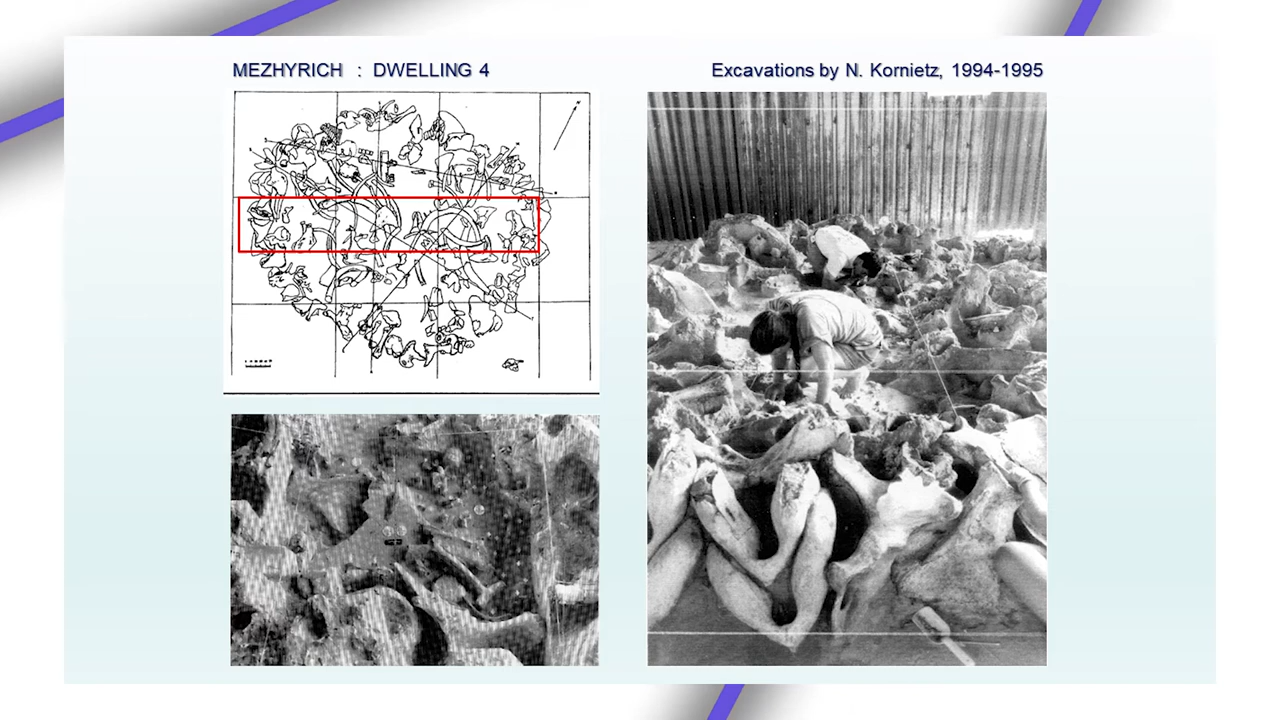 MEZHYRICH : DWELLING 4
Excavations by N. Kornietz, 1994-1995